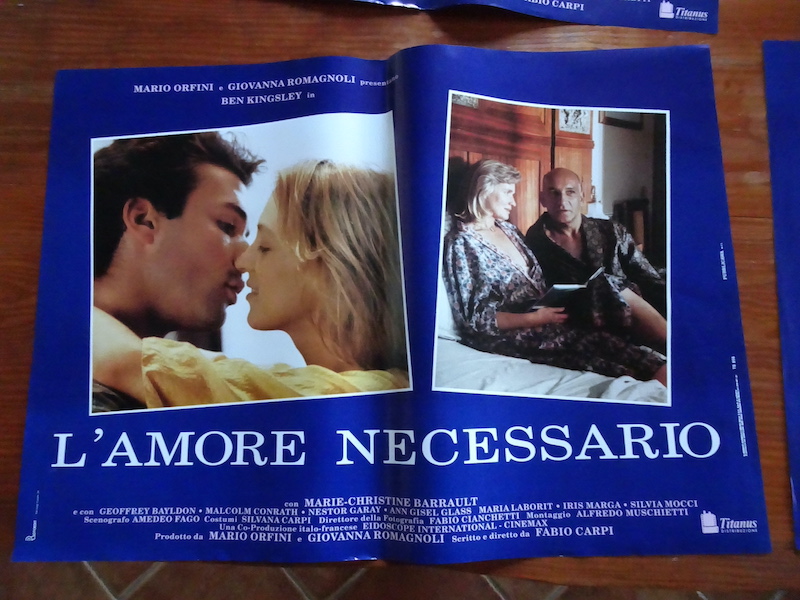 FABIO CARPI
Titanus
DISTRIBUZIONE
MARIO ORFINI e GIOVANNA ROMAGNOLI presentano
BEN KINGSLEY in
L'AMORE NECESSARIO
con MARIE-CHRISTINE BARRAULT
e con GEOFFREY BAYLDON • MALCOLM CONRATH • NESTOR GARAY • ANN GISEL GLASS MARIA LABORIT • IRIS MARGA • SILVIA MOCCI
Scenografo AMEDEO FAGO Costumi SILVANA CARPI Direttore della Fotografia FABIO CIANCHETTI Montaggio ALFREDO MUSCHIETTI
Una Co-Produzione italo-francese EIDOSCOPE INTERNATIONAL - CINEMAX
Prodotto da MARIO ORFINI e GIOVANNA ROMAGNOLI Scritto e diretto da FABIO CARPI
Titanus
DISTRIBUZIONE